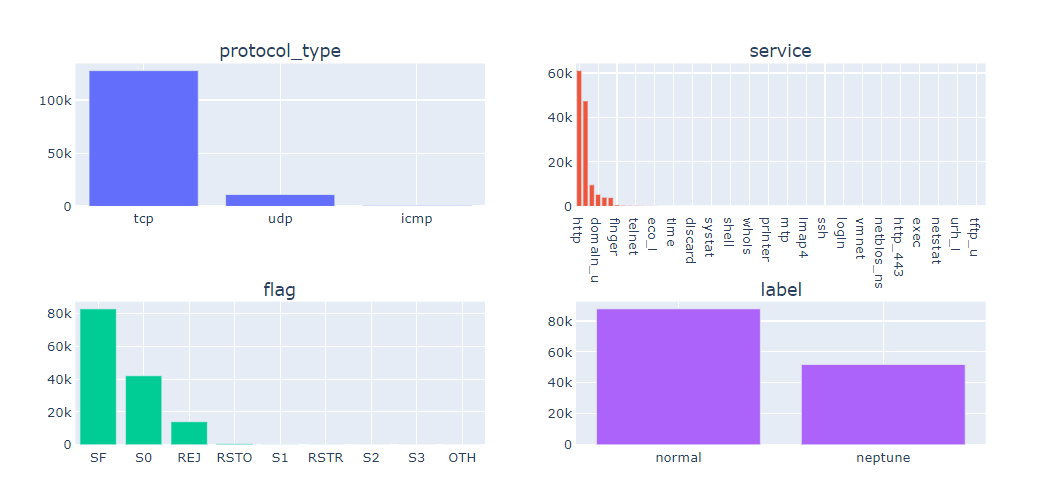 protocol_type
100k
50k
0
tcp
udp
icmp
service
60k
40k
20k
0
http
domain_u
finger
telnet
eco_i
time
discard
systat
shell
whois
printer
mtp
imap4
ssh
login
vmnet
netbios_ns
http_443
exec
netstat
urh_i
tftp_u
flag
80k
60k
40k
20k
0
SF
S0
REJ
RSTO
S1
RSTR
S2
S3
OTH
label
80k
60k
40k
20k
0
normal
neptune